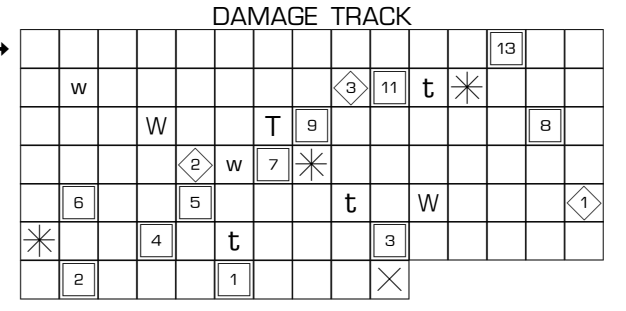 DAMAGE TRACK
13
w 3 11 t
W T 9 8
2 w 7
6 5 t W 1
4 t 3
2 1